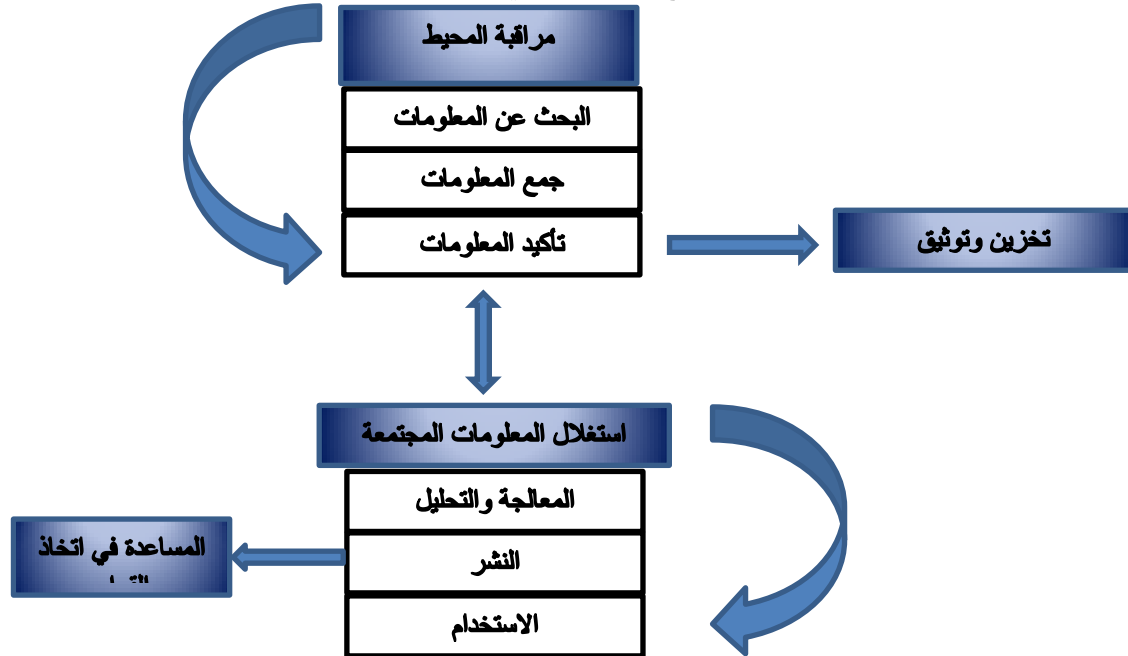 مراقبة المحيط
البحث عن المعلومات
جمع المعلومات
تأكيد المعلومات
تخزين وتوثيق
استغلال المعلومات المجتمعة
المعالجة والتحليل
المساعدة في اتخاذ
النشر
الاستخدام